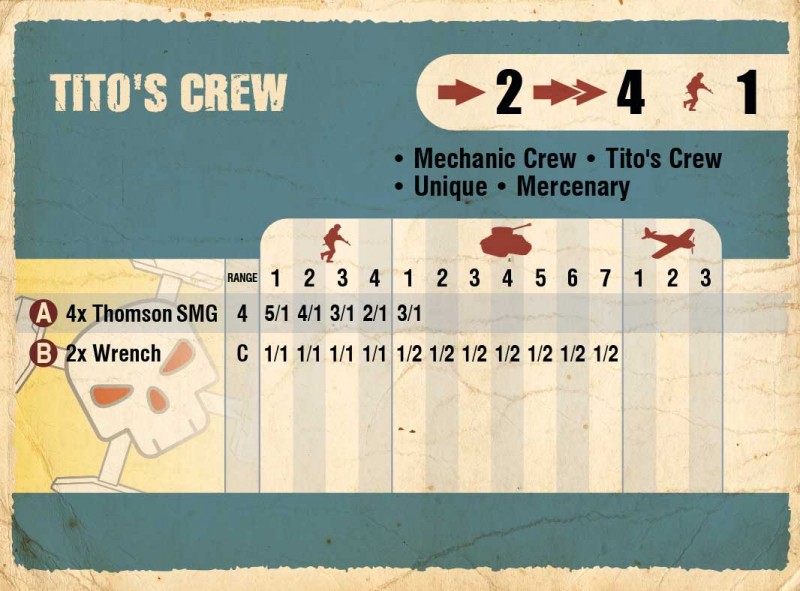 TITO'S CREW
2 4 1
• Mechanic Crew • Tito's Crew
• Unique • Mercenary
RANGE 1 2 3 4 1 2 3 4 5 6 7 1 2 3
A 4x Thomson SMG 4 5/1 4/1 3/1 2/1 3/1
B 2x Wrench C 1/1 1/1 1/1 1/1 1/2 1/2 1/2 1/2 1/2 1/2 1/2